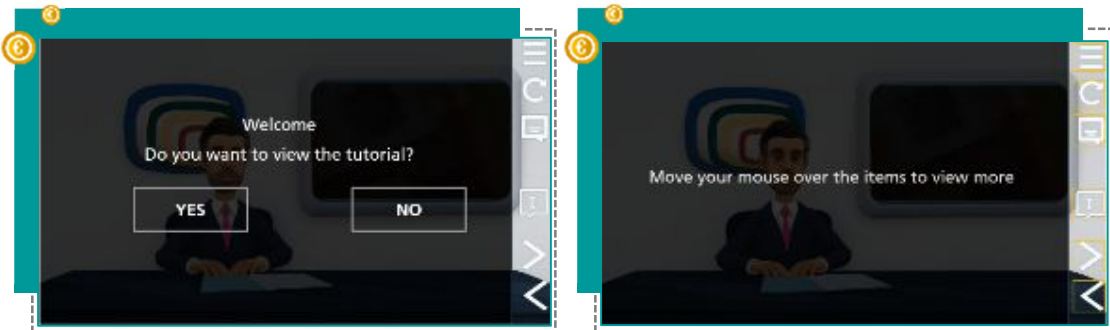 Welcome
Do you want to view the tutorial?
YES NO
Move your mouse over the items to view more